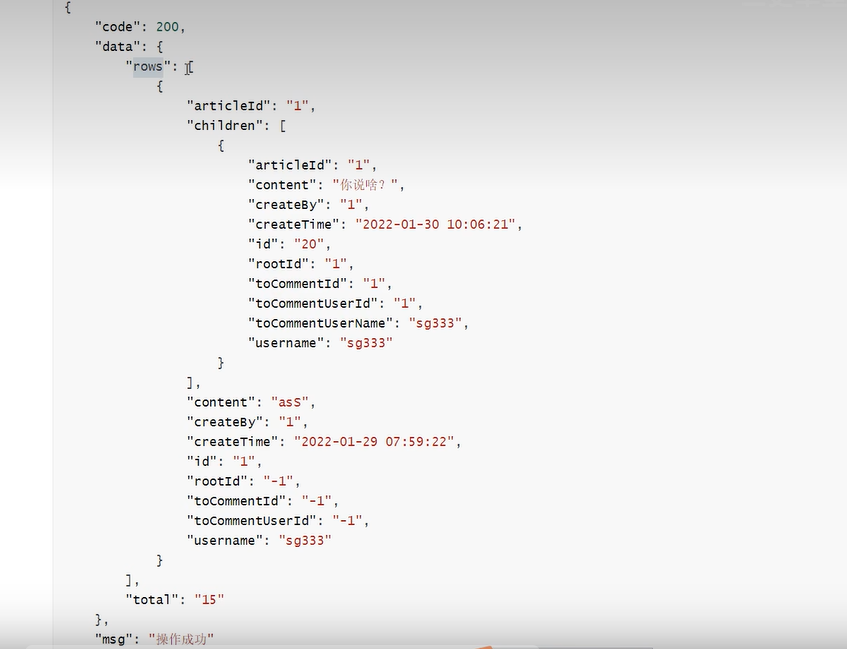 {
"code": 200,
"data": {
"rows": [
{
"articleId": "1",
"children": [
{
"articleId": "1",
"content": "你说啥？",
"createBy": "1",
"createTime": "2022-01-30 10:06:21",
"id": "20",
"rootId": "1",
"toCommentId": "1",
"toCommentUserId": "1",
"toCommentUserName": "sg333",
"username": "sg333"
}
],
"content": "asS",
"createBy": "1",
"createTime": "2022-01-29 07:59:22",
"id": "1",
"rootId": "-1",
"toCommentId": "-1",
"toCommentUserId": "-1",
"username": "sg333"
}
],
"total": "15"
},
"msg": "操作成功"